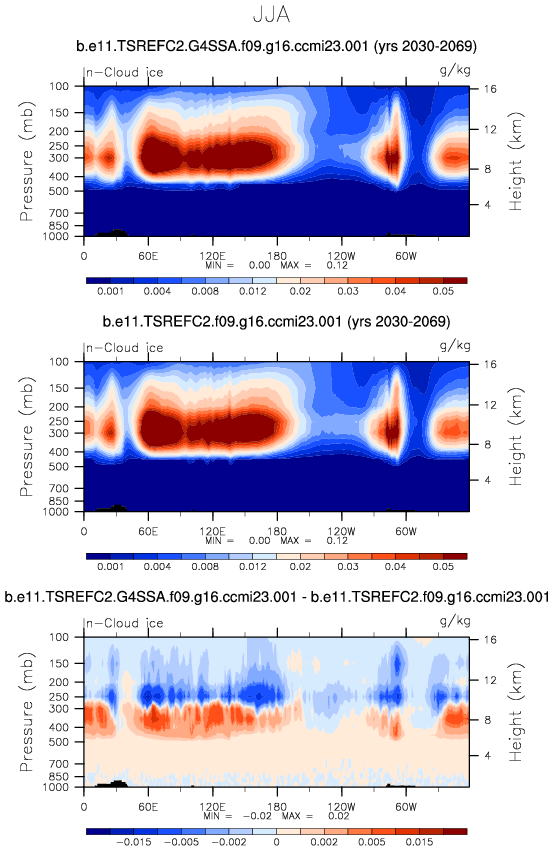 JJA
b.e11.TSREFC2.G4SSA.f09.g16.ccmi23.001 (yrs 2030-2069)
n-Cloud ice g/kg
Pressure (mb)
100
150
200
250
300
400
500
700
850
1000
16
12
8
4
Height (km)
0 60E 120E 180 120W 60W
MIN = 0.00 MAX = 0.12
0.001 0.004 0.008 0.012 0.02 0.03 0.04 0.05
b.e11.TSREFC2.f09.g16.ccmi23.001 (yrs 2030-2069)
n-Cloud ice g/kg
Pressure (mb)
100
150
200
250
300
400
500
700
850
1000
16
12
8
4
Height (km)
0 60E 120E 180 120W 60W
MIN = 0.00 MAX = 0.12
0.001 0.004 0.008 0.012 0.02 0.03 0.04 0.05
b.e11.TSREFC2.G4SSA.f09.g16.ccmi23.001 - b.e11.TSREFC2.f09.g16.ccmi23.001
n-Cloud ice g/kg
Pressure (mb)
100
150
200
250
300
400
500
700
850
1000
16
12
8
4
Height (km)
0 60E 120E 180 120W 60W
MIN = -0.02 MAX = 0.02
-0.015 -0.005 -0.002 0 0.002 0.005 0.015